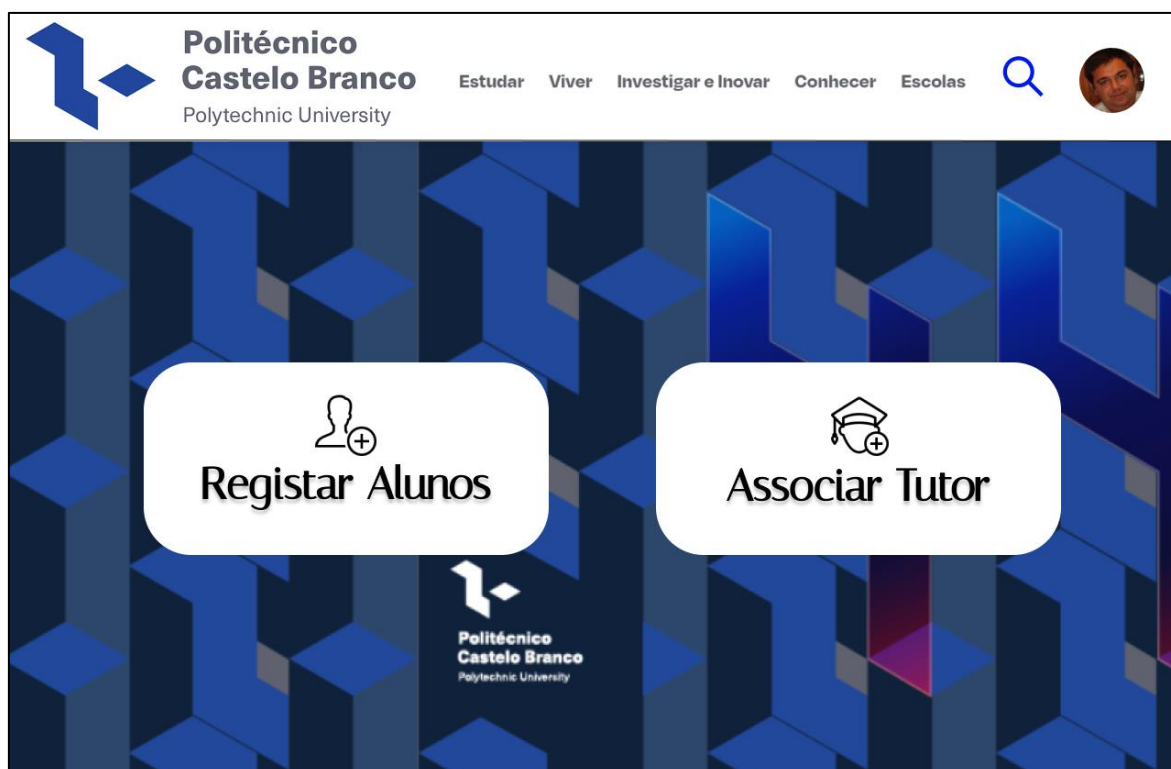 Politécnico
Castelo Branco
Polytechnic University
Estudar Viver Investigar e Inovar Conhecer Escolas
Registar Alunos
Associar Tutor
Politécnico
Castelo Branco
Polytechnic University